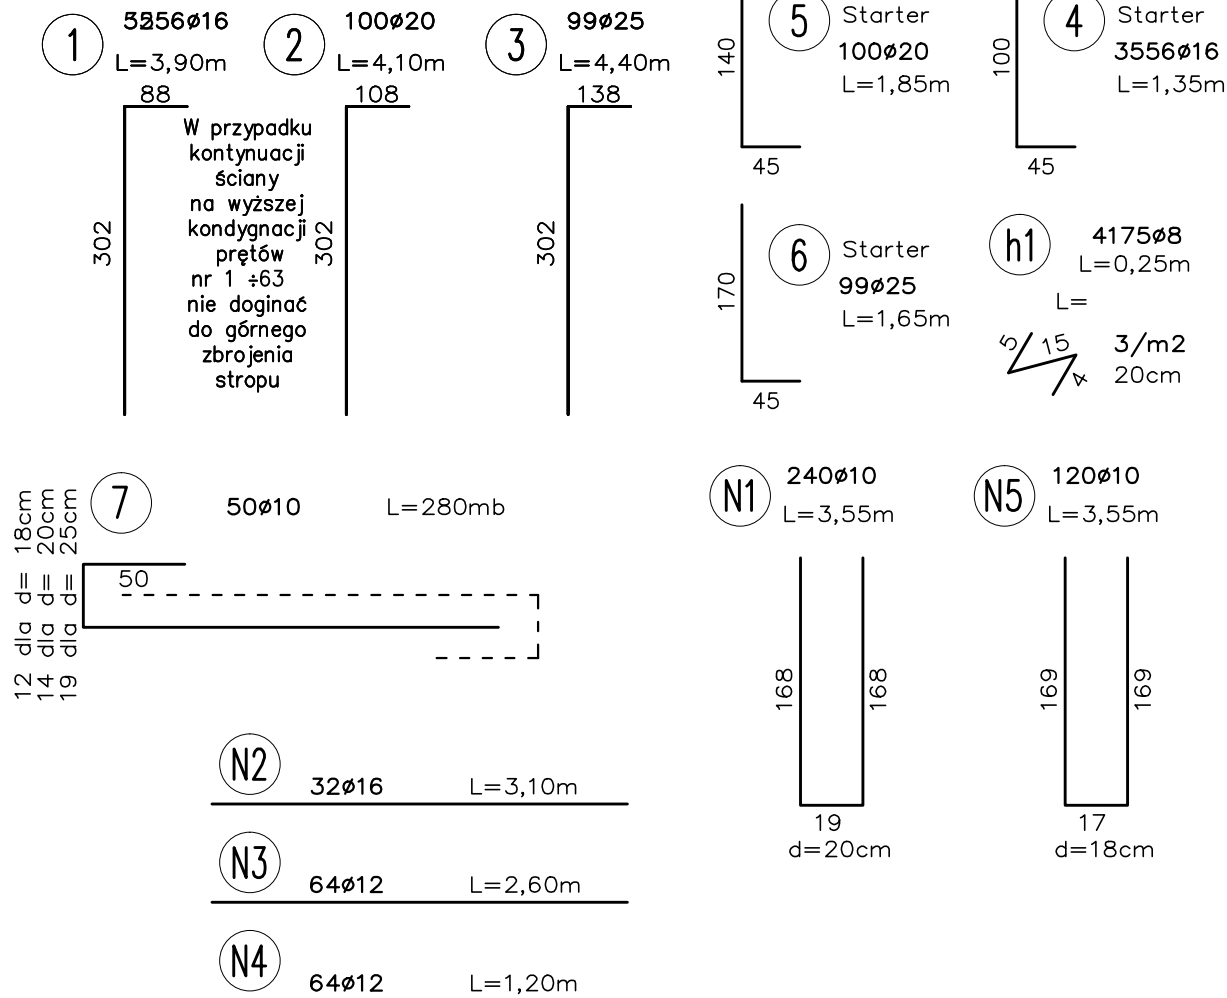 1
L=3,90m
88
302
W przypadku
kontynuacji
ściany
na wyższej
kondygnacji
prętów
nr 1 ÷63
nie doginać
do górnego
zbrojenia
stropu
2
100ø20
L=4,10m
108
302
3
99ø25
L=4,40m
138
302
5
Starter
100ø20
L=1,85m
140
45
4
Starter
3556ø16
L=1,35m
100
45
6
Starter
99ø25
L=1,65m
170
45
h1
4175ø8
L=0,25m
L=
5
15
4
3/m2
20cm
7
50ø10
L=280mb
50
12 dla d= 18cm
14 dla d= 20cm
19 dla d= 25cm
N1
240ø10
L=3,55m
168
168
19
d=20cm
N5
120ø10
L=3,55m
169
169
17
d=18cm
N2
32ø16
L=3,10m
N3
64ø12
L=2,60m
N4
64ø12
L=1,20m